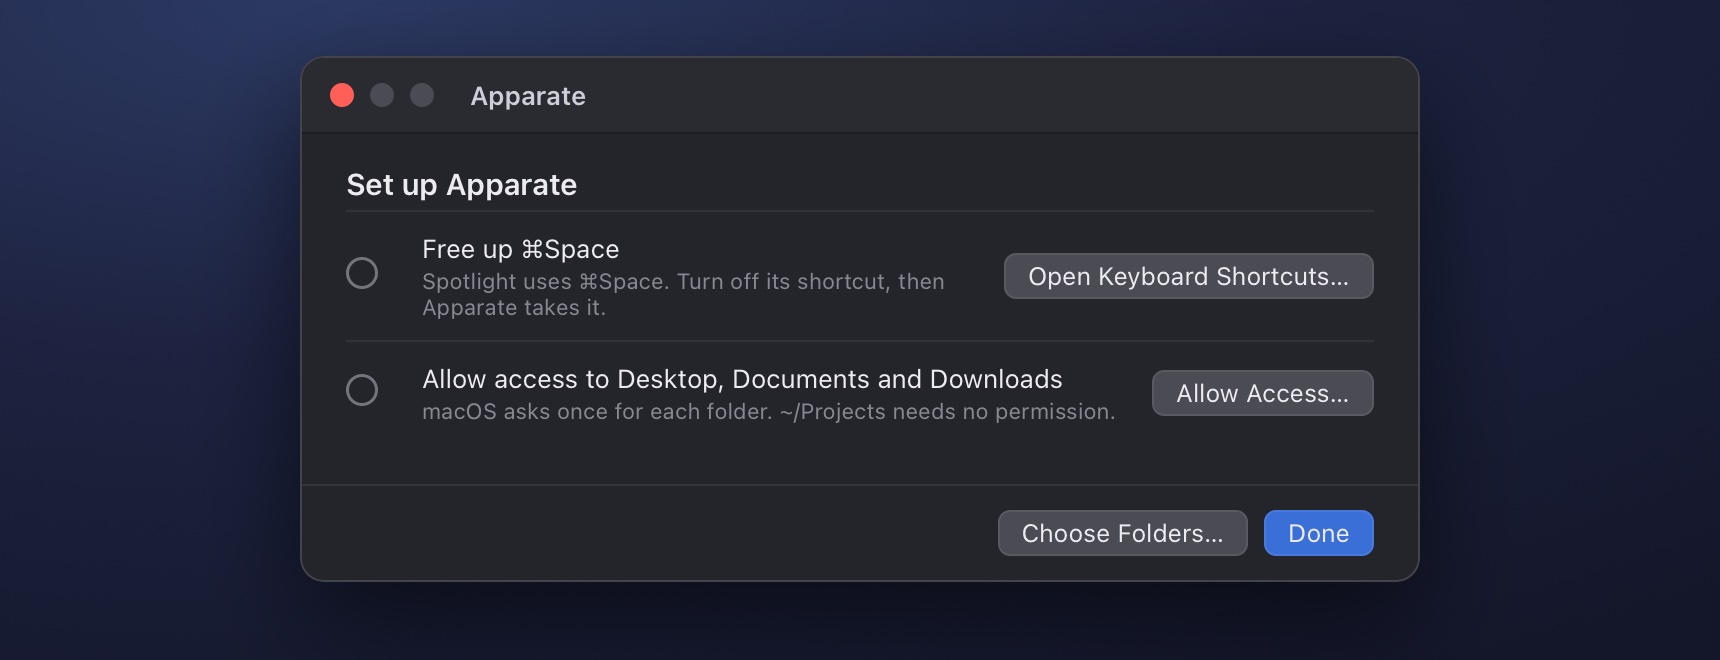 Apparate
Set up Apparate
Free up ⌘Space
Spotlight uses ⌘Space. Turn off its shortcut, then
Apparate takes it.
Open Keyboard Shortcuts…
Allow access to Desktop, Documents and Downloads
macOS asks once for each folder. ~/Projects needs no permission.
Allow Access…
Choose Folders…
Done